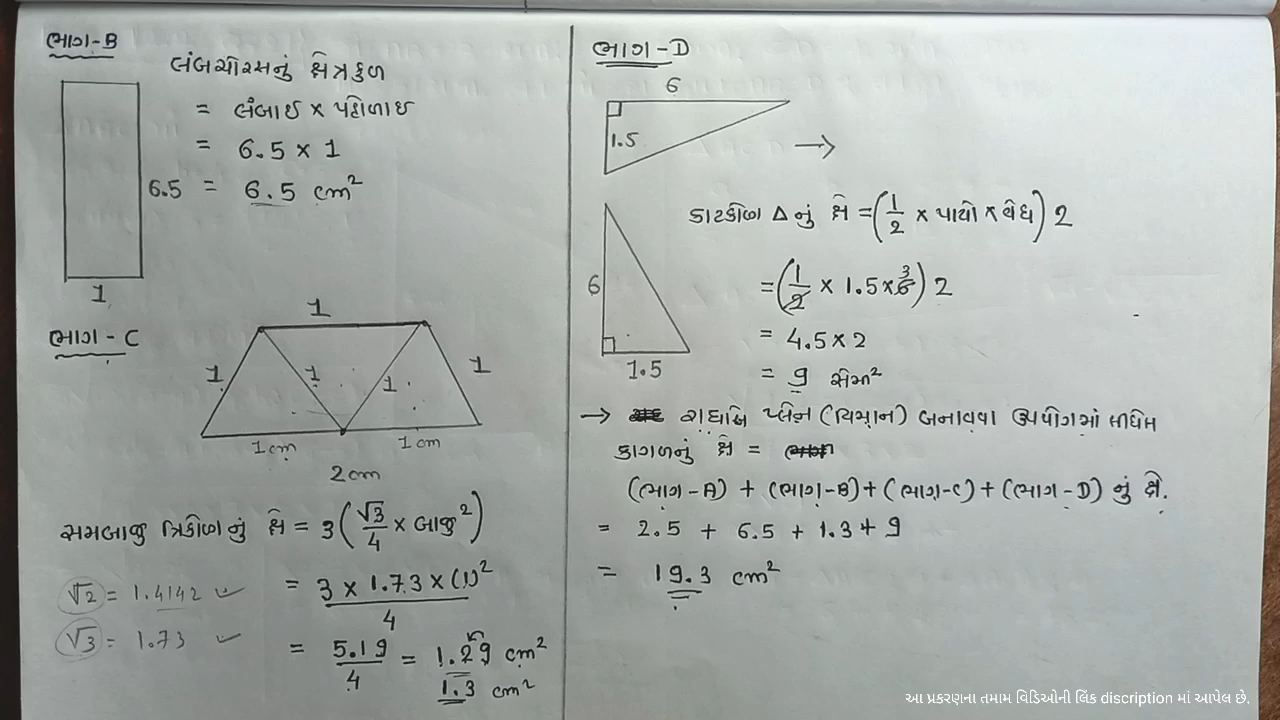 ભાગ-B
લંબચોરસનું ક્ષેત્રફળ
= લંબાઈ × પહોળાઈ
= 6.5 × 1
6.5 = 6.5 cm²
1
ભાગ - C
1
1 1 1 1
1cm 1cm
2cm
સમબાજુ ત્રિકોણનું ક્ષે = 3(√3/4 × બાજુ²)
= 3 × 1.73 × (1)²/4
√2 = 1.4142
√3 = 1.73
= 5.19/4 = 1.29 cm²
1.3 cm²
ભાગ - D
6
1.5 →
કાટકોણ Δ નું ક્ષે = (1/2 × પાયો × વેધ) 2
6
= (1/2 × 1.5 × 6 3) 2
= 4.5 × 2
1.5
= 9 સેમી²
→ પ્લેન (વિમાન) બનાવવા ઉપયોગમાં લીધેલ
કાગળનું ક્ષે =
(ભાગ-A) + (ભાગ-B) + (ભાગ-C) + (ભાગ-D) નું ક્ષે.
= 2.5 + 6.5 + 1.3 + 9
= 19.3 cm²
આ પ્રકરણના તમામ વિડિઓની લિંક discription માં આપેલ છે.